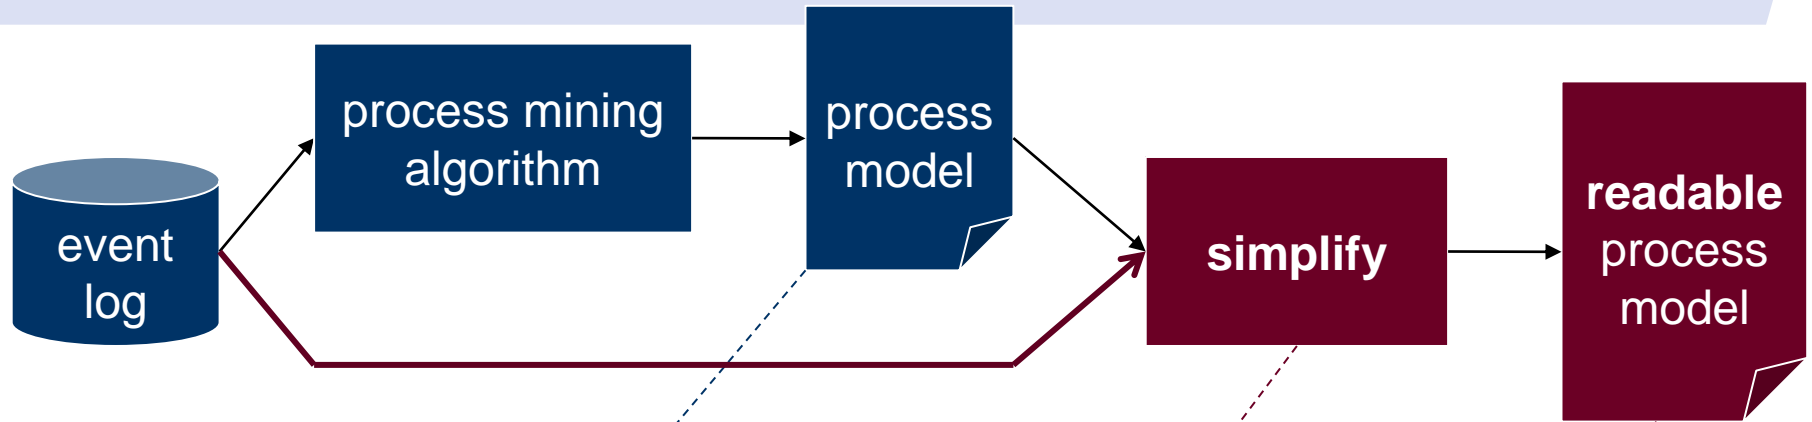 event
log
process mining
algorithm
process
model
simplify
readable
process
model